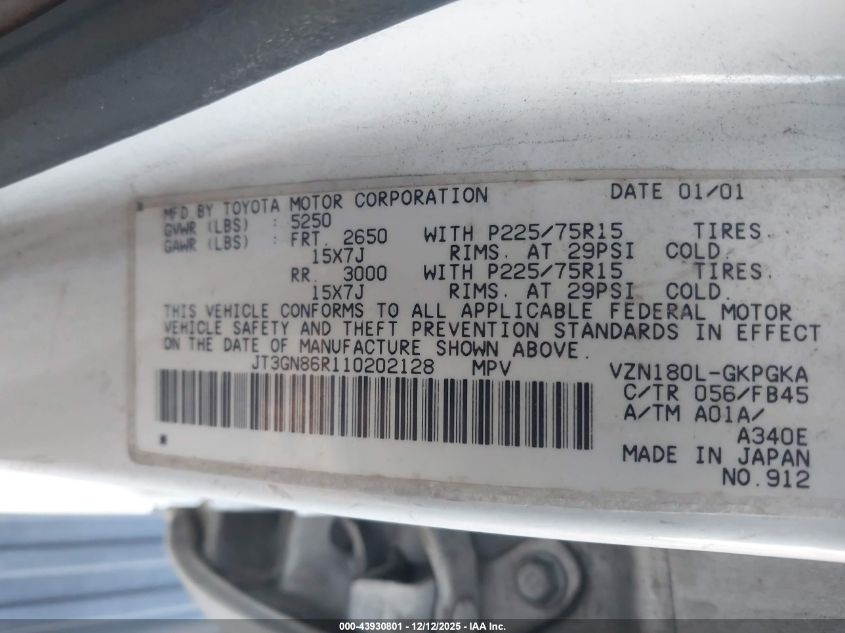 MFD BY TOYOTA MOTOR CORPORATION DATE 01/01
GVWR (LBS) : 5250
GAWR (LBS) : FRT. 2650 WITH P225/75R15 TIRES.
15X7J RIMS. AT 29PSI COLD.
RR. 3000 WITH P225/75R15 TIRES.
15X7J RIMS. AT 29PSI COLD.
THIS VEHICLE CONFORMS TO ALL APPLICABLE FEDERAL MOTOR
VEHICLE SAFETY AND THEFT PREVENTION STANDARDS IN EFFECT
ON THE DATE OF MANUFACTURE SHOWN ABOVE.
JT3GN86R110202128 MPV VZN180L-GKPGKA
C/TR 056/FB45
A/TM A01A/
A340E
MADE IN JAPAN
NO.912
000-43930801 - 12/12/2025 - IAA Inc.